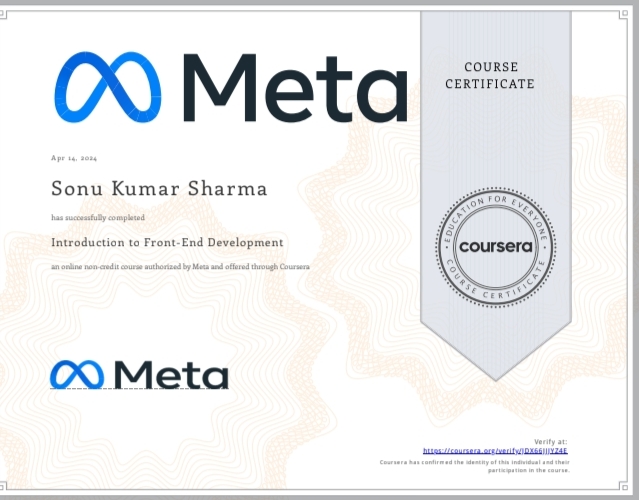 Meta
COURSE
CERTIFICATE
Apr 14, 2024
Sonu Kumar Sharma
has successfully completed
Introduction to Front-End Development
an online non-credit course authorized by Meta and offered through Coursera
EDUCATION FOR EVERYONE
coursera
COURSE CERTIFICATE
Meta
Verify at:
https://coursera.org/verify/
Coursera has confirmed the identity of this individual and their
participation in the course.